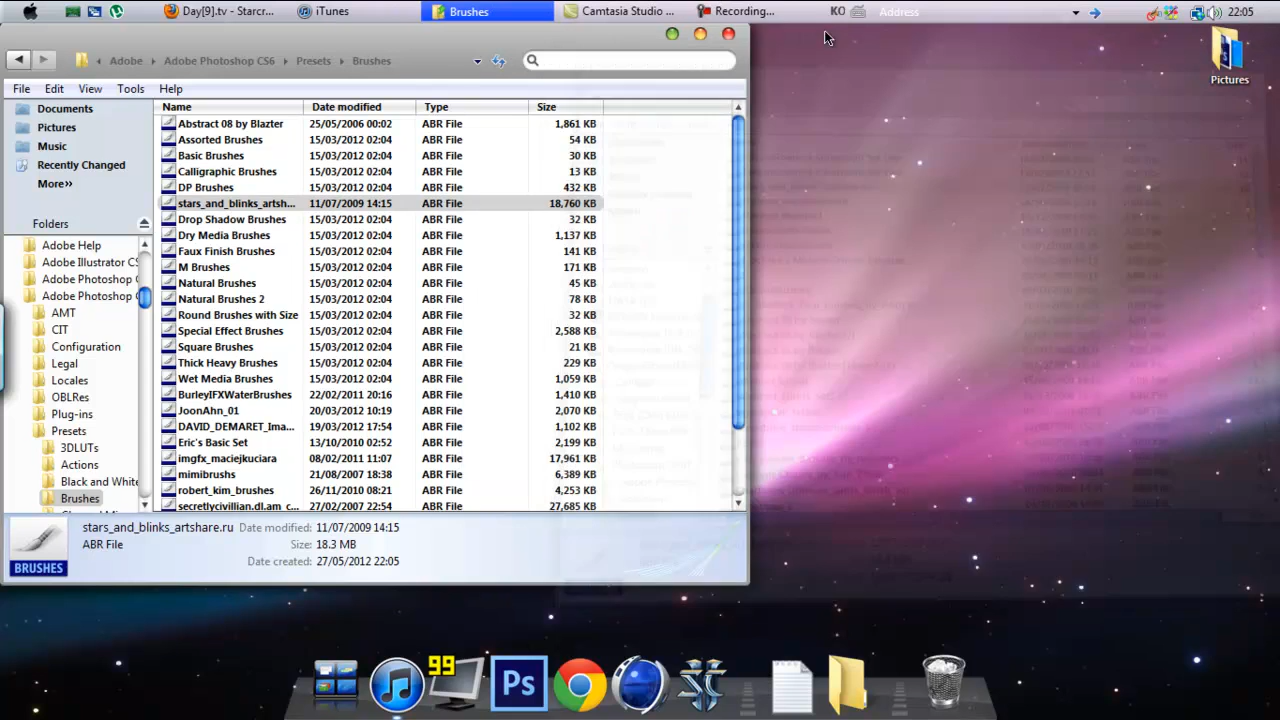 Day[9].tv - Starcr...
iTunes
Brushes
Camtasia Studio ...
Recording...
KO
Address
22:05
Adobe
Adobe Photoshop CS6
Presets
Brushes
Pictures
File Edit View Tools Help
Documents
Pictures
Music
Recently Changed
More>>
Folders
Adobe Help
Adobe Illustrator CS
Adobe Photoshop
Adobe Photoshop
AMT
CIT
Configuration
Legal
Locales
OBLRes
Plug-ins
Presets
3DLUTs
Actions
Black and White
Brushes
Name Date modified Type Size
Abstract 08 by Blazter 25/05/2006 00:02 ABR File 1,861 KB
Assorted Brushes 15/03/2012 02:04 ABR File 54 KB
Basic Brushes 15/03/2012 02:04 ABR File 30 KB
Calligraphic Brushes 15/03/2012 02:04 ABR File 13 KB
DP Brushes 15/03/2012 02:04 ABR File 432 KB
stars_and_blinks_artsh... 11/07/2009 14:15 ABR File 18,760 KB
Drop Shadow Brushes 15/03/2012 02:04 ABR File 32 KB
Dry Media Brushes 15/03/2012 02:04 ABR File 1,137 KB
Faux Finish Brushes 15/03/2012 02:04 ABR File 141 KB
M Brushes 15/03/2012 02:04 ABR File 171 KB
Natural Brushes 15/03/2012 02:04 ABR File 45 KB
Natural Brushes 2 15/03/2012 02:04 ABR File 78 KB
Round Brushes with Size 15/03/2012 02:04 ABR File 32 KB
Special Effect Brushes 15/03/2012 02:04 ABR File 2,588 KB
Square Brushes 15/03/2012 02:04 ABR File 21 KB
Thick Heavy Brushes 15/03/2012 02:04 ABR File 229 KB
Wet Media Brushes 15/03/2012 02:04 ABR File 1,059 KB
BurleyIFXWaterBrushes 22/02/2011 20:16 ABR File 1,410 KB
JoonAhn_01 20/03/2012 10:19 ABR File 2,070 KB
DAVID_DEMARET_Ima... 19/03/2012 17:54 ABR File 1,102 KB
Eric's Basic Set 13/10/2010 02:52 ABR File 2,199 KB
imgfx_maciejkuciara 08/02/2011 11:07 ABR File 17,961 KB
mimibrushs 21/08/2007 18:38 ABR File 6,389 KB
robert_kim_brushes 26/11/2010 08:21 ABR File 4,253 KB
secretlycivillian.dl.am_c... 27/02/2007 22:54 ABR File 27,685 KB
BRUSHES
stars_and_blinks_artshare.ru Date modified: 11/07/2009 14:15
ABR File Size: 18.3 MB
Date created: 27/05/2012 22:05
99
Ps